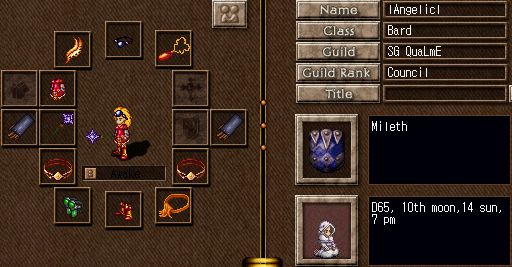 Name |Angelic|
Class Bard
Guild SG QuaLmE
Guild Rank Council
Title
Mileth
Awake
D65, 10th moon,14 sun,
7 pm